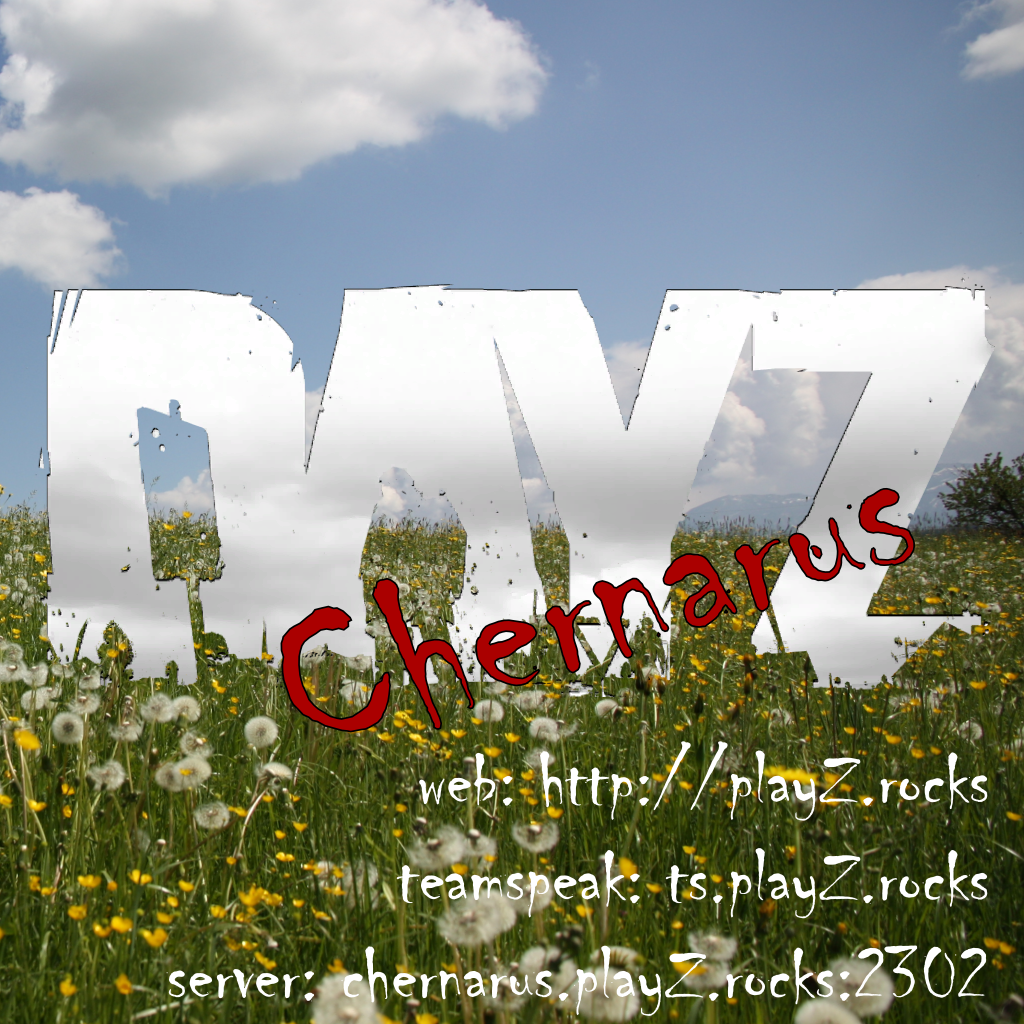 DAYZ
Chernarus
web: http://playZ.rocks
teamspeak: ts.playZ.rocks
server: chernarus.playZ.rocks:2302